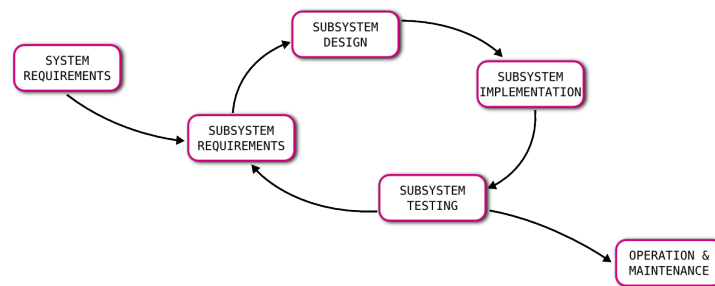 SYSTEM
REQUIREMENTS
SUBSYSTEM
REQUIREMENTS
SUBSYSTEM
DESIGN
SUBSYSTEM
IMPLEMENTATION
SUBSYSTEM
TESTING
OPERATION &
MAINTENANCE